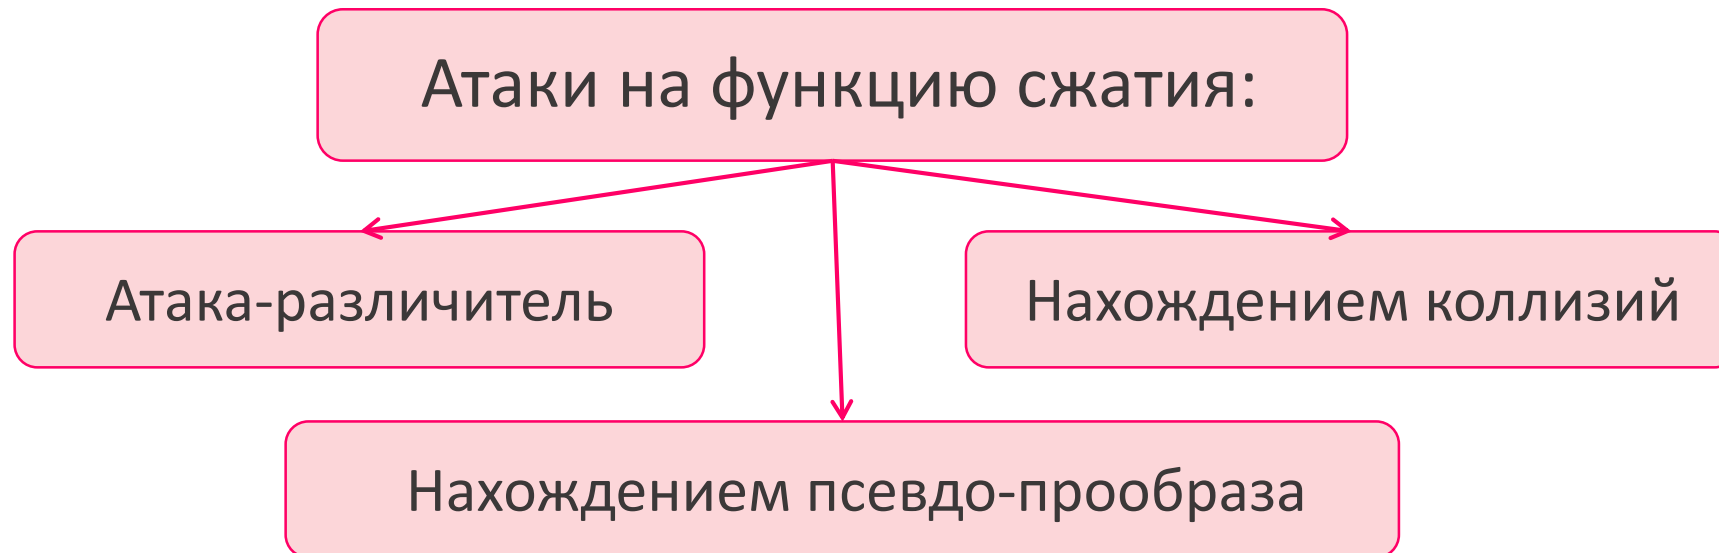 Атаки на функцию сжатия:
Атака-различитель
Нахождением коллизий
Нахождением псевдо-прообраза